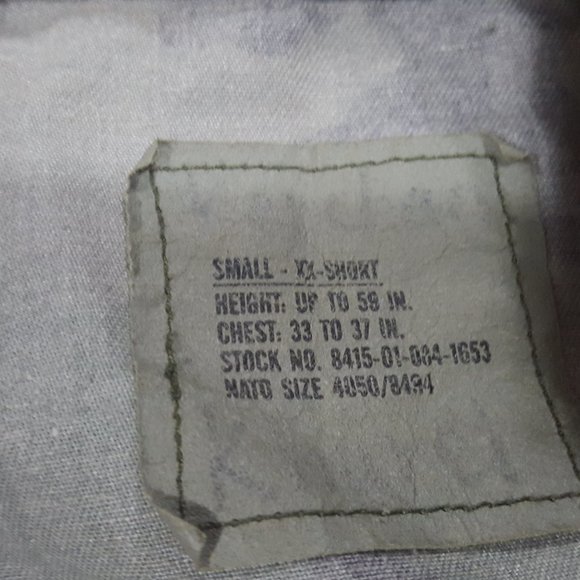 SMALL - XX-SHORT
HEIGHT: UP TO 59 IN.
CHEST: 33 TO 37 IN.
STOCK NO. 8415-01-084-1653
NATO SIZE 4050/8494